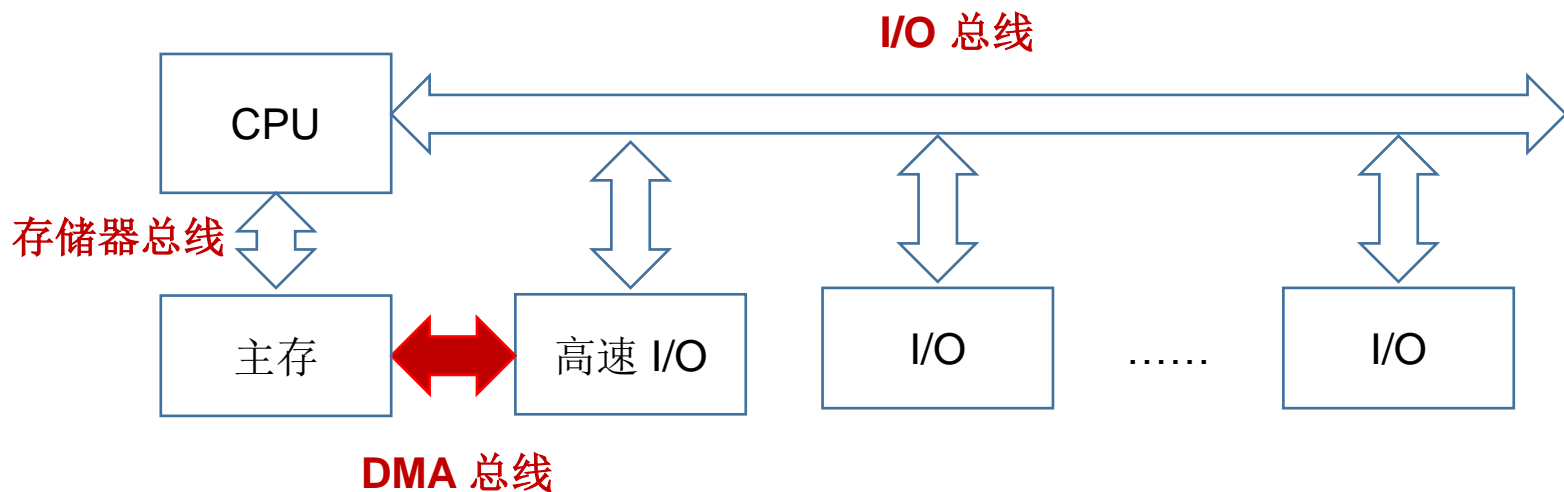 I/O 总线
CPU
存储器总线
主存
高速 I/O
I/O
……
I/O
DMA 总线